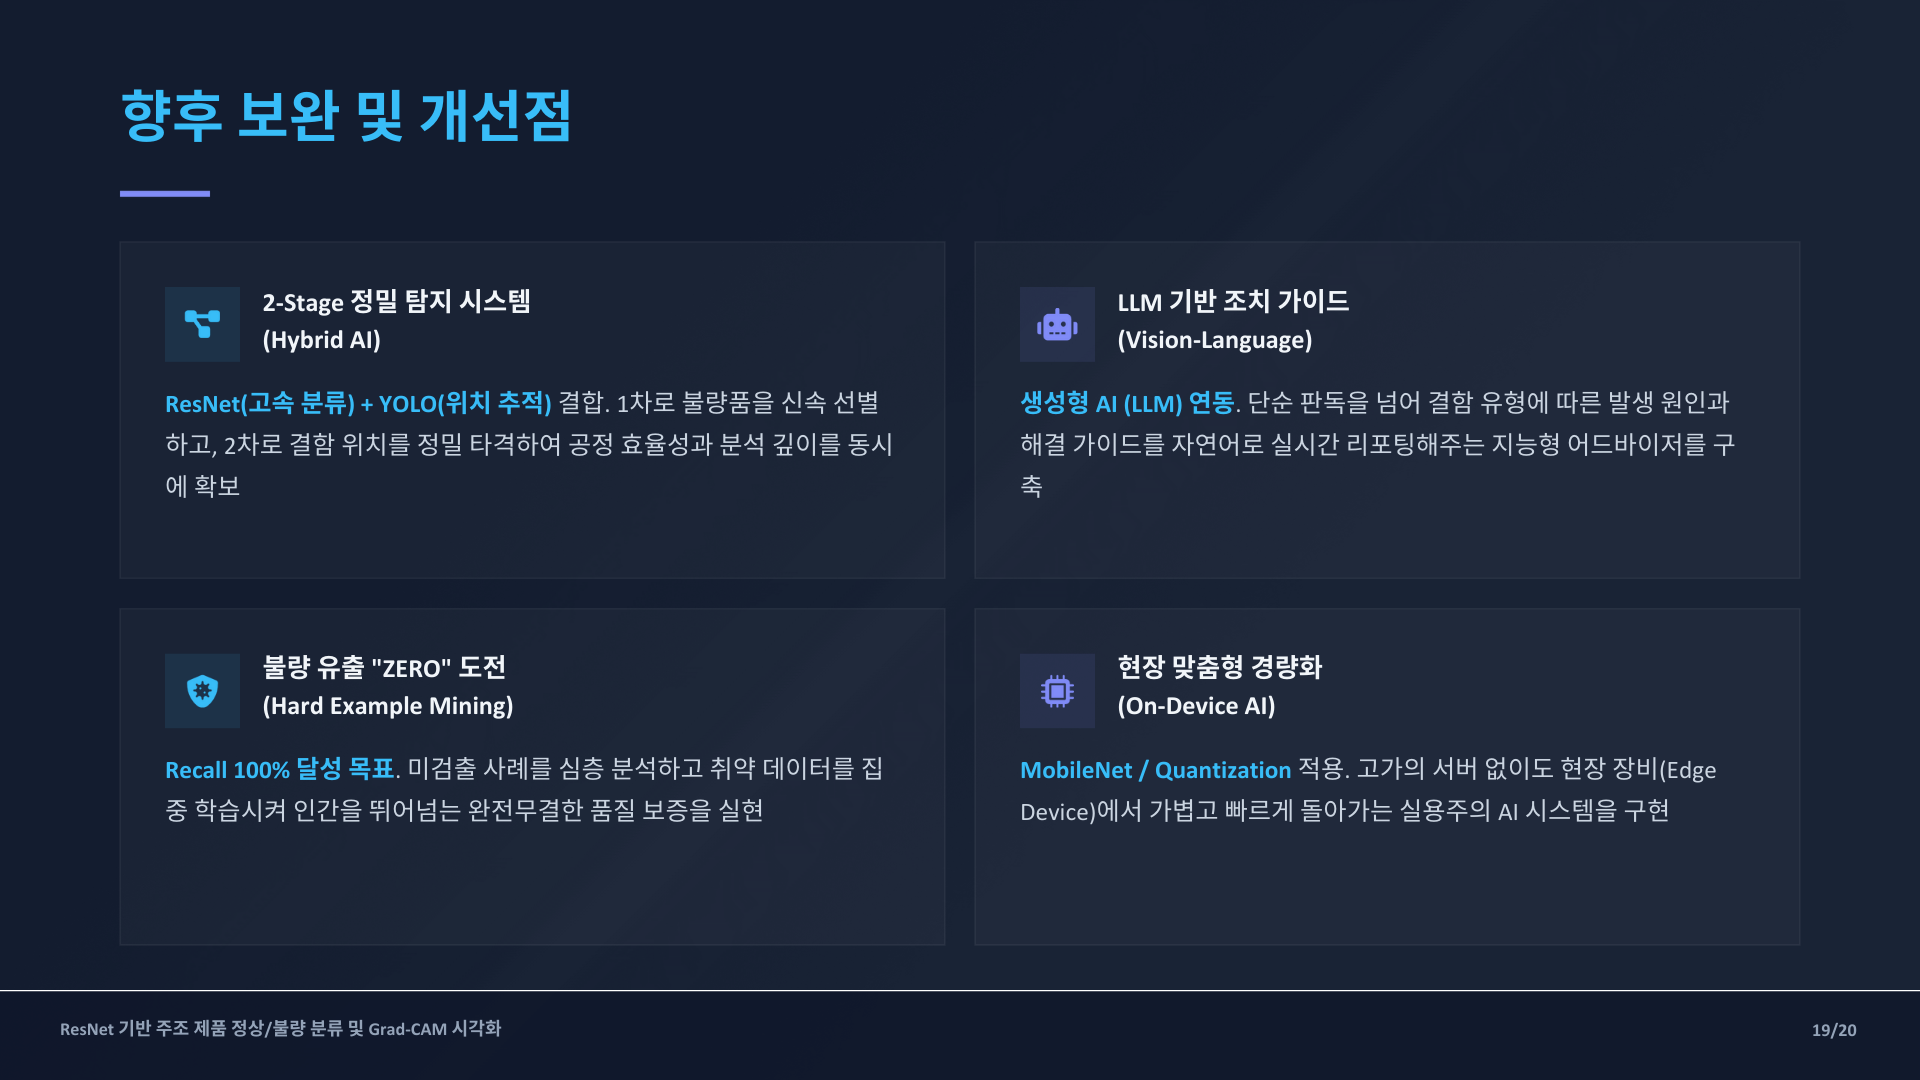 향후 보완 및 개선점
2-Stage 정밀 탐지 시스템
(Hybrid AI)
ResNet(고속 분류) + YOLO(위치 추적) 결합. 1차로 불량품을 신속 선별
하고, 2차로 결함 위치를 정밀 타격하여 공정 효율성과 분석 깊이를 동시
에 확보
LLM 기반 조치 가이드
(Vision-Language)
생성형 AI (LLM) 연동. 단순 판독을 넘어 결함 유형에 따른 발생 원인과
해결 가이드를 자연어로 실시간 리포팅해주는 지능형 어드바이저를 구
축
불량 유출 "ZERO" 도전
(Hard Example Mining)
Recall 100% 달성 목표. 미검출 사례를 심층 분석하고 취약 데이터를 집
중 학습시켜 인간을 뛰어넘는 완전무결한 품질 보증을 실현
현장 맞춤형 경량화
(On-Device AI)
MobileNet / Quantization 적용. 고가의 서버 없이도 현장 장비(Edge
Device)에서 가볍고 빠르게 돌아가는 실용주의 AI 시스템을 구현
ResNet 기반 주조 제품 정상/불량 분류 및 Grad-CAM 시각화
19/20